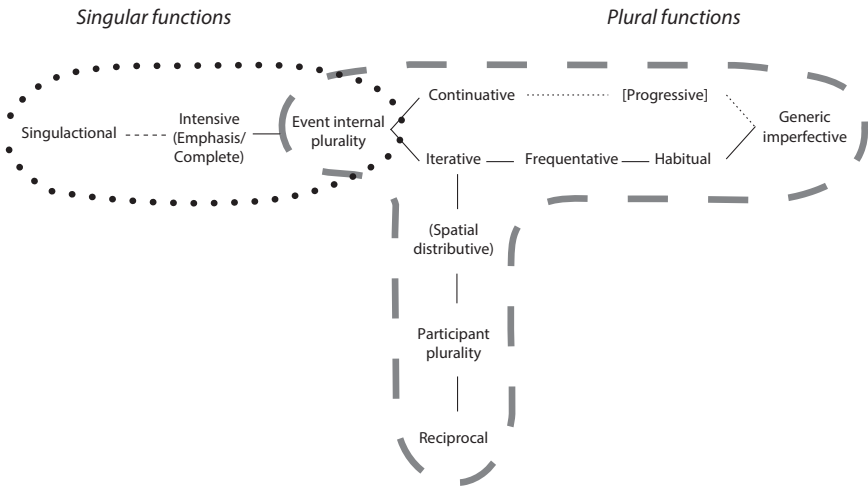 Singular functions
Plural functions
Continuative
[Progressive]
Singulactional
Intensive
(Emphasis/
Complete)
Event internal
plurality
Generic
imperfective
Iterative
Frequentative
Habitual
(Spatial
distributive)
Participant
plurality
Reciprocal